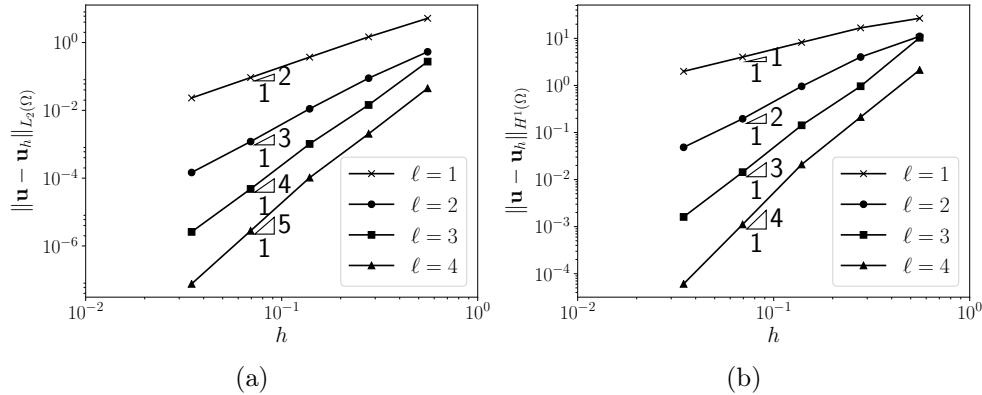 ‖u − u_h‖_{L_2(Ω)}
10^0
10^{−2}
10^{−4}
10^{−6}
2
1
3
1
4
1
5
1
ℓ = 1
ℓ = 2
ℓ = 3
ℓ = 4
10^{−2}
10^{−1}
10^0
h
(a)
‖u − u_h‖_{H^1(Ω)}
10^1
10^0
10^{−1}
10^{−2}
10^{−3}
10^{−4}
1
1
2
1
3
1
4
1
ℓ = 1
ℓ = 2
ℓ = 3
ℓ = 4
10^{−2}
10^{−1}
10^0
h
(b)